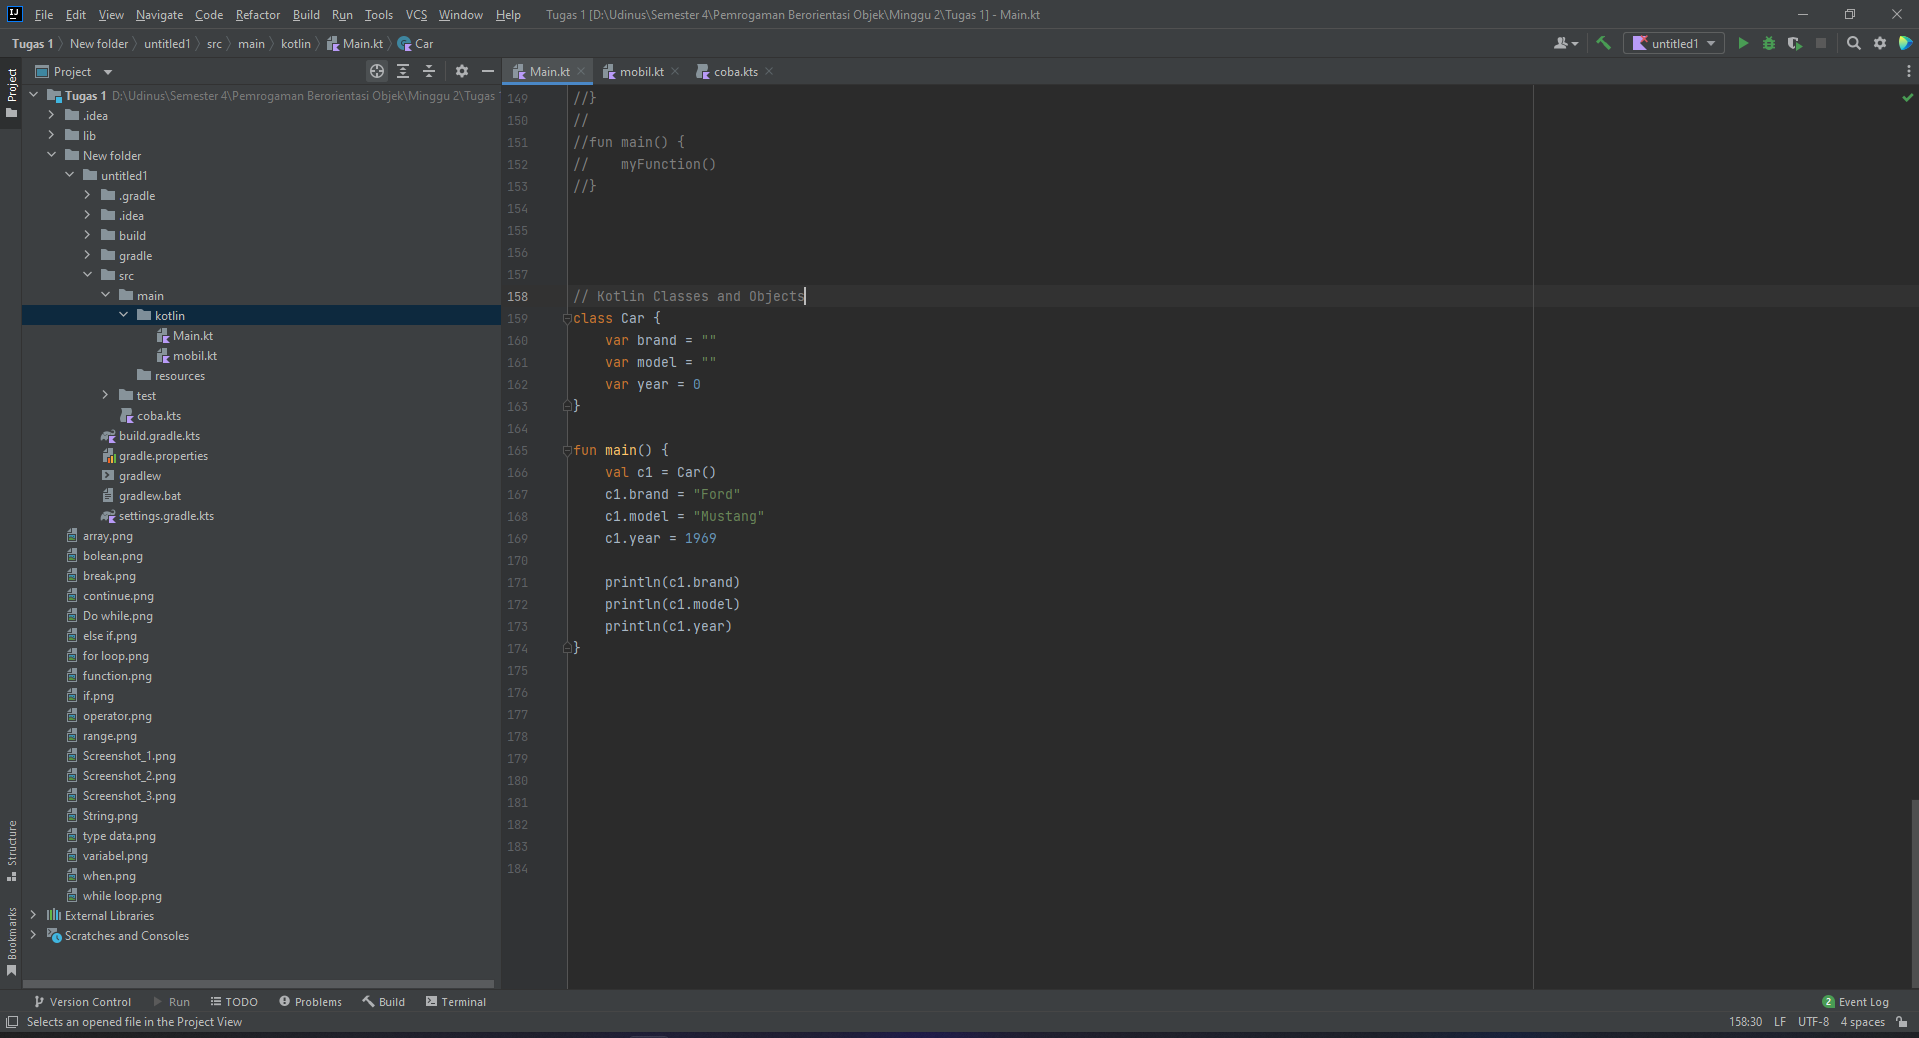 File Edit View Navigate Code Refactor Build Run Tools VCS Window Help Tugas 1 [D:\Udinus\Semester 4\Pemrogaman Berorientasi Objek\Minggu 2\Tugas 1] - Main.kt
Tugas 1 New folder untitled1 src main kotlin Main.kt Car untitled1
Project
Main.kt mobil.kt coba.kts
Project
Structure
Bookmarks
Tugas 1 D:\Udinus\Semester 4\Pemrogaman Berorientasi Objek\Minggu 2\Tugas
.idea
lib
New folder
untitled1
.gradle
.idea
build
gradle
src
main
kotlin
Main.kt
mobil.kt
resources
test
coba.kts
build.gradle.kts
gradle.properties
gradlew
gradlew.bat
settings.gradle.kts
array.png
bolean.png
break.png
continue.png
Do while.png
else if.png
for loop.png
function.png
if.png
operator.png
range.png
Screenshot_1.png
Screenshot_2.png
Screenshot_3.png
String.png
type data.png
variabel.png
when.png
while loop.png
External Libraries
Scratches and Consoles
149 //}
150 //
151 //fun main() {
152 //    myFunction()
153 //}
154
155
156
157
158 // Kotlin Classes and Objects
159 class Car {
160     var brand = ""
161     var model = ""
162     var year = 0
163 }
164
165 fun main() {
166     val c1 = Car()
167     c1.brand = "Ford"
168     c1.model = "Mustang"
169     c1.year = 1969
170
171     println(c1.brand)
172     println(c1.model)
173     println(c1.year)
174 }
175
176
177
178
179
180
181
182
183
184
Version Control Run TODO Problems Build Terminal 2 Event Log
Selects an opened file in the Project View 158:30 LF UTF-8 4 spaces